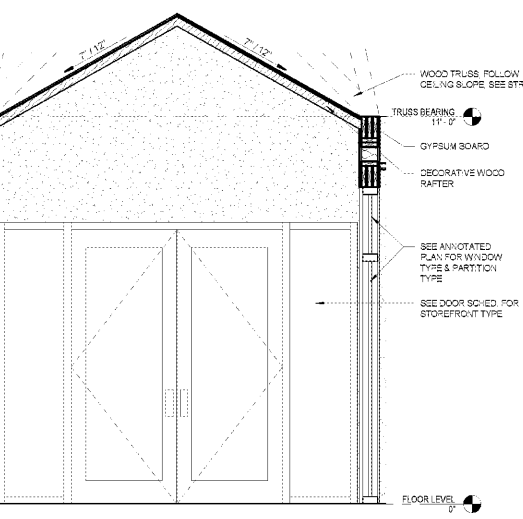 7" / 12"
7" / 12"
WOOD TRUSS, FOLLOW
CEILING SLOPE, SEE STR
TRUSS BEARING
11' - 0"
GYPSUM BOARD
DECORATIVE WOOD
RAFTER
SEE ANNOTATED
PLAN FOR WINDOW
TYPE & PARTITION
TYPE
SEE DOOR SCHED. FOR
STOREFRONT TYPE
FLOOR LEVEL
0"